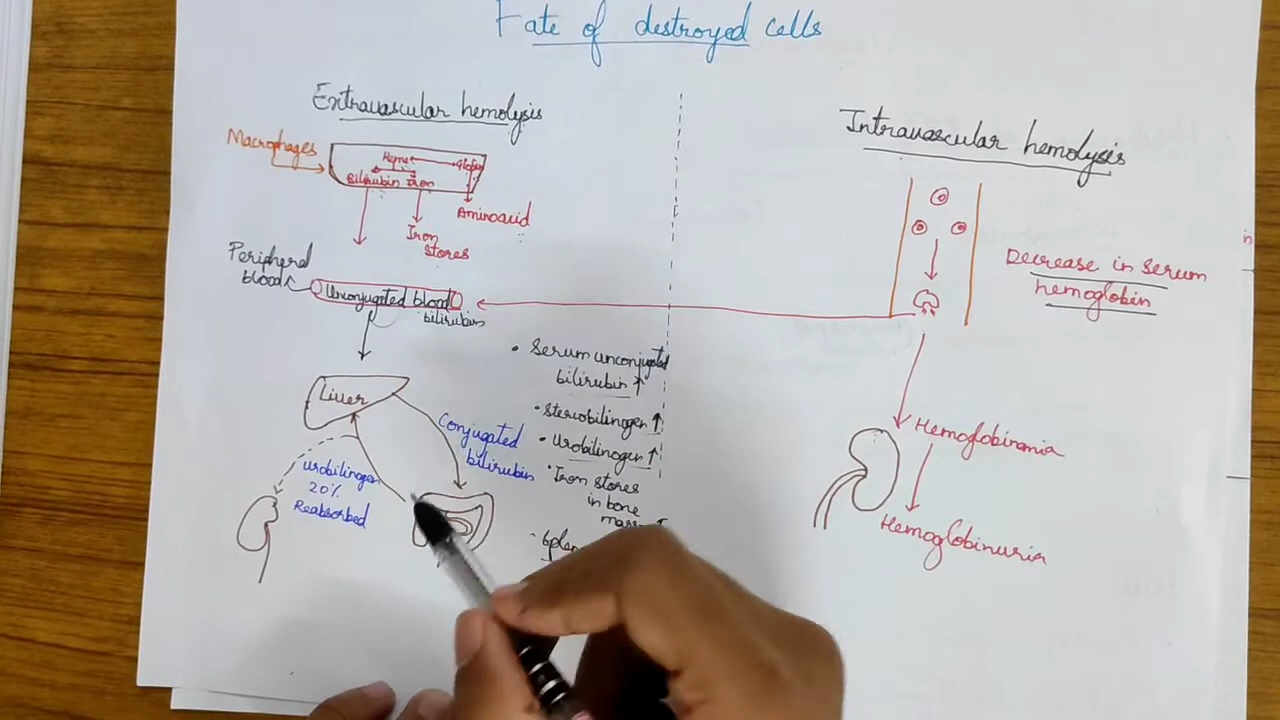 Fate of destroyed cells
Extravascular hemolysis
Macrophages
Heme
Globin
Bilirubin Iron
Aminoacid
Iron
stores
Peripheral
blood
Unconjugated blood
bilirubin
Liver
Conjugated
bilirubin
Urobilinogen
20%
Reabsorbed
• Serum unconjugated
bilirubin ↑
• Stercobilinogen ↑
• Urobilinogen ↑
• Iron stores
in bone
Intravascular hemolysis
Decrease in serum
hemoglobin
Hemoglobinuria
in